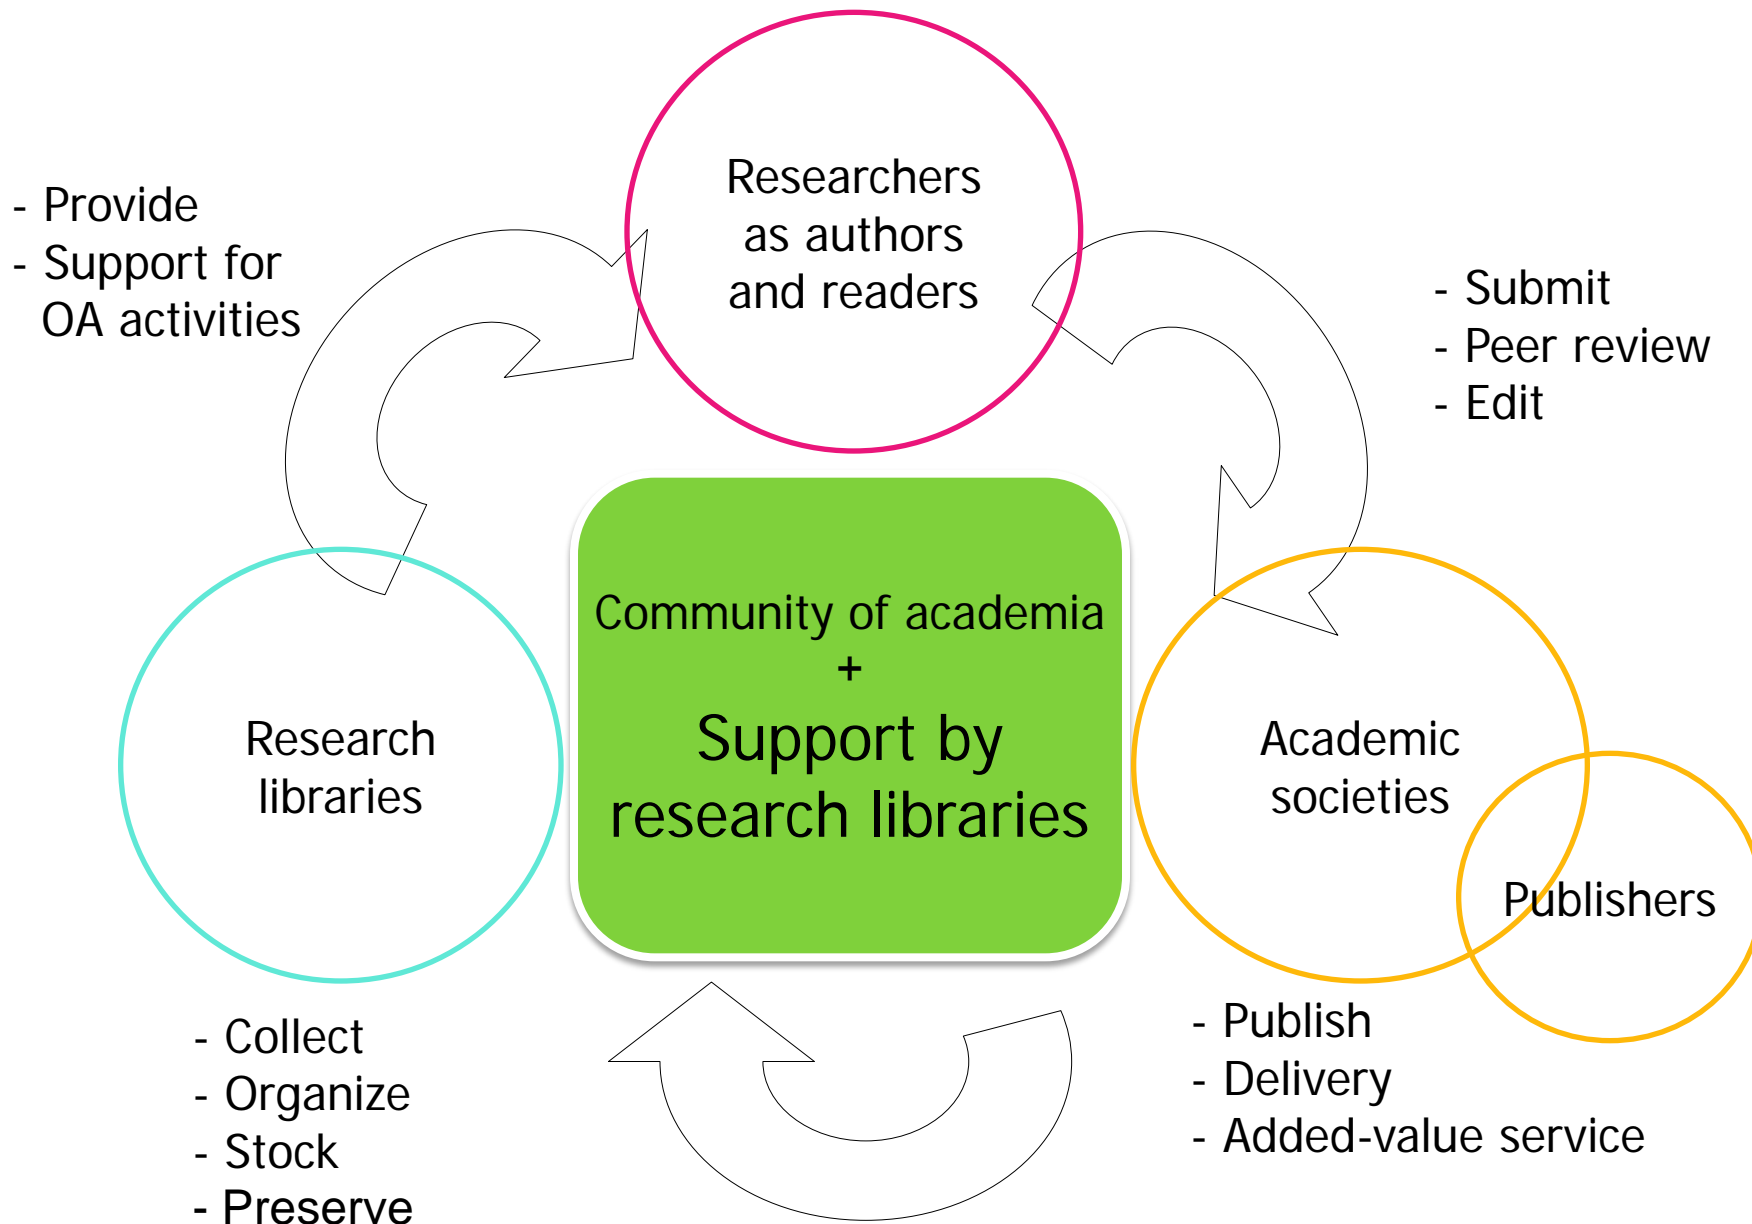 Researchers
as authors
and readers
- Provide
- Support for
OA activities
- Submit
- Peer review
- Edit
Community of academia
+
Support by
research libraries
Research
libraries
Academic
societies
Publishers
- Collect
- Organize
- Stock
- Preserve
- Publish
- Delivery
- Added-value service